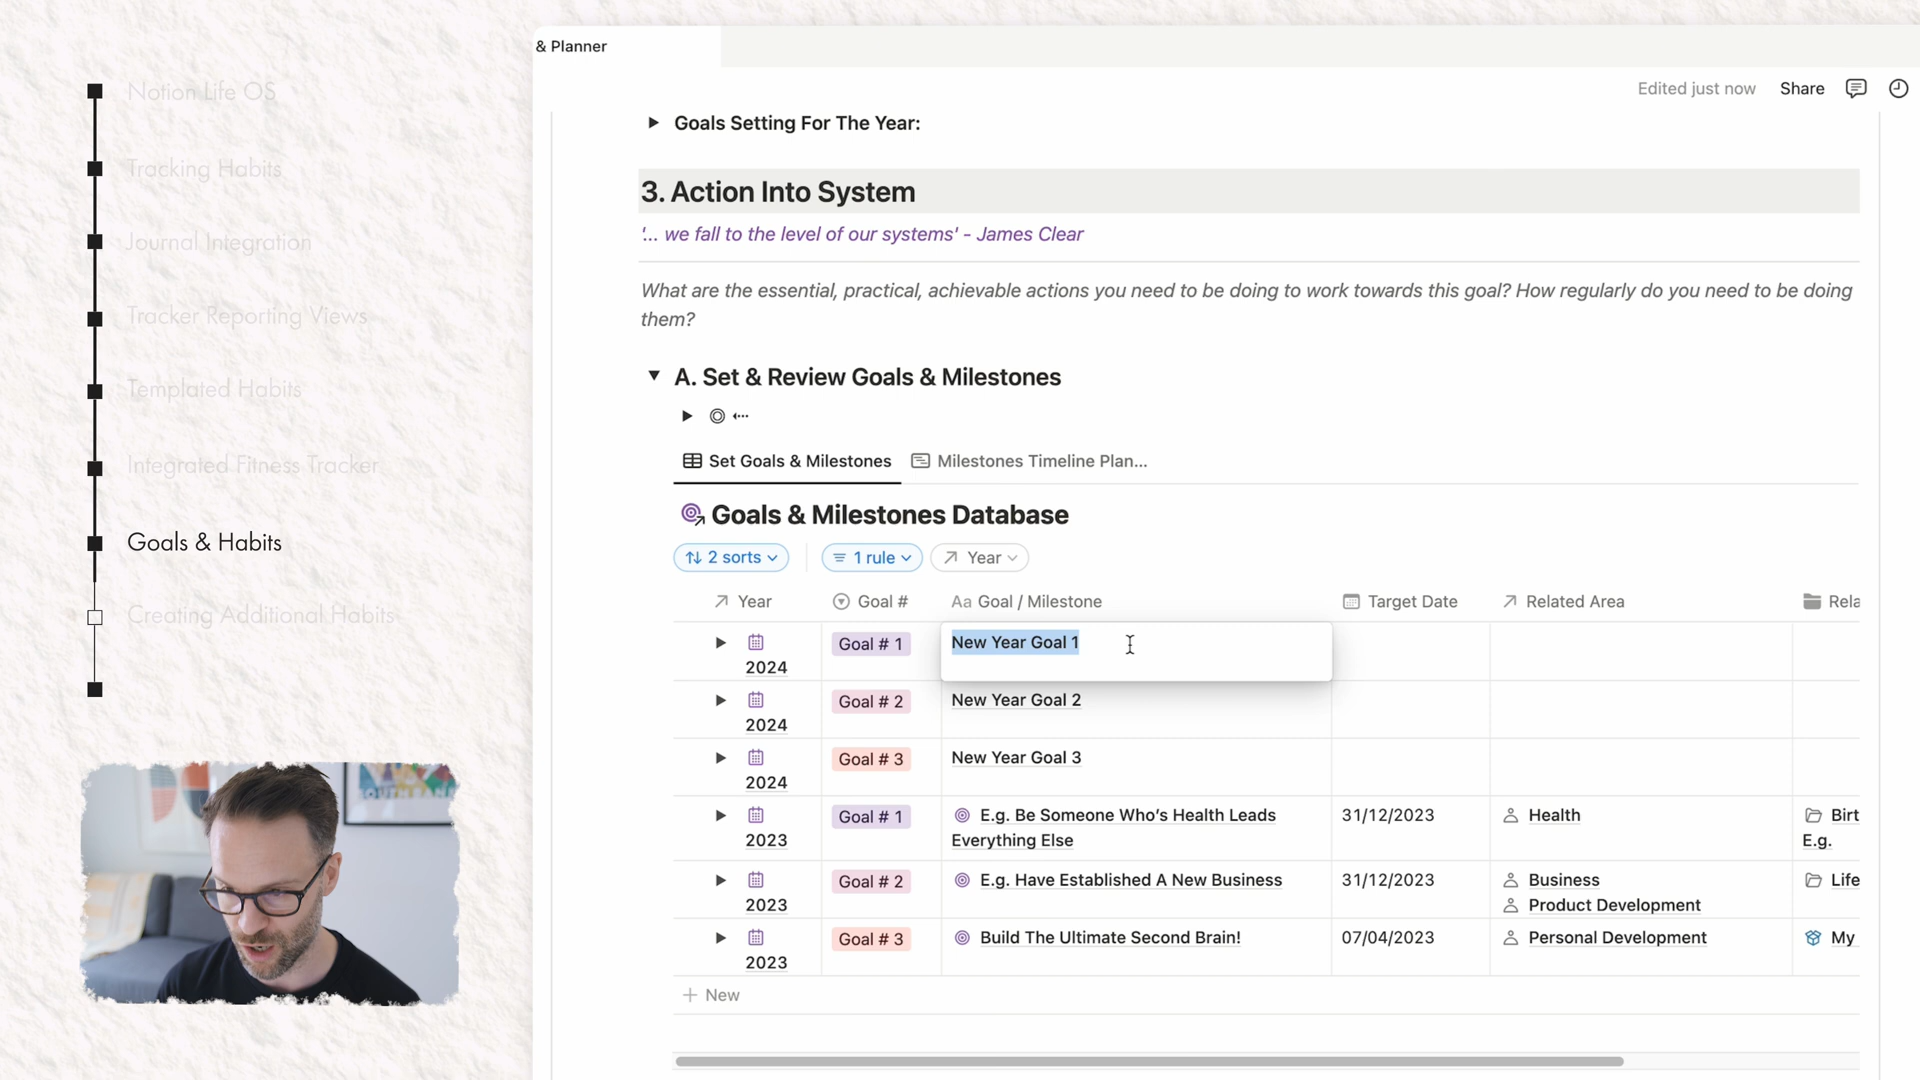 Notion Life OS
Tracking Habits
Journal Integration
Tracker Reporting Views
Templated Habits
Integrated Fitness Tracker
Goals & Habits
Creating Additional Habits
& Planner
Edited just now Share
Goals Setting For The Year:
3. Action Into System
'... we fall to the level of our systems' - James Clear
What are the essential, practical, achievable actions you need to be doing to work towards this goal? How regularly do you need to be doing
them?
A. Set & Review Goals & Milestones
Set Goals & Milestones Milestones Timeline Plan...
Goals & Milestones Database
2 sorts 1 rule Year
Year Goal # Aa Goal / Milestone Target Date Related Area Rela
2024 Goal # 1 New Year Goal 1
2024 Goal # 2 New Year Goal 2
2024 Goal # 3 New Year Goal 3
Goal # 1 E.g. Be Someone Who's Health Leads 31/12/2023 Health Birt
2023 Everything Else E.g.
Goal # 2 E.g. Have Established A New Business 31/12/2023 Business Life
2023 Product Development
Goal # 3 Build The Ultimate Second Brain! 07/04/2023 Personal Development My
2023
New